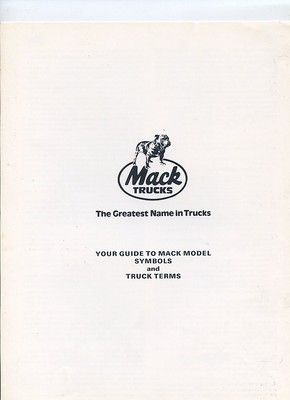 Mack
TRUCKS
The Greatest Name in Trucks
YOUR GUIDE TO MACK MODEL
SYMBOLS
and
TRUCK TERMS